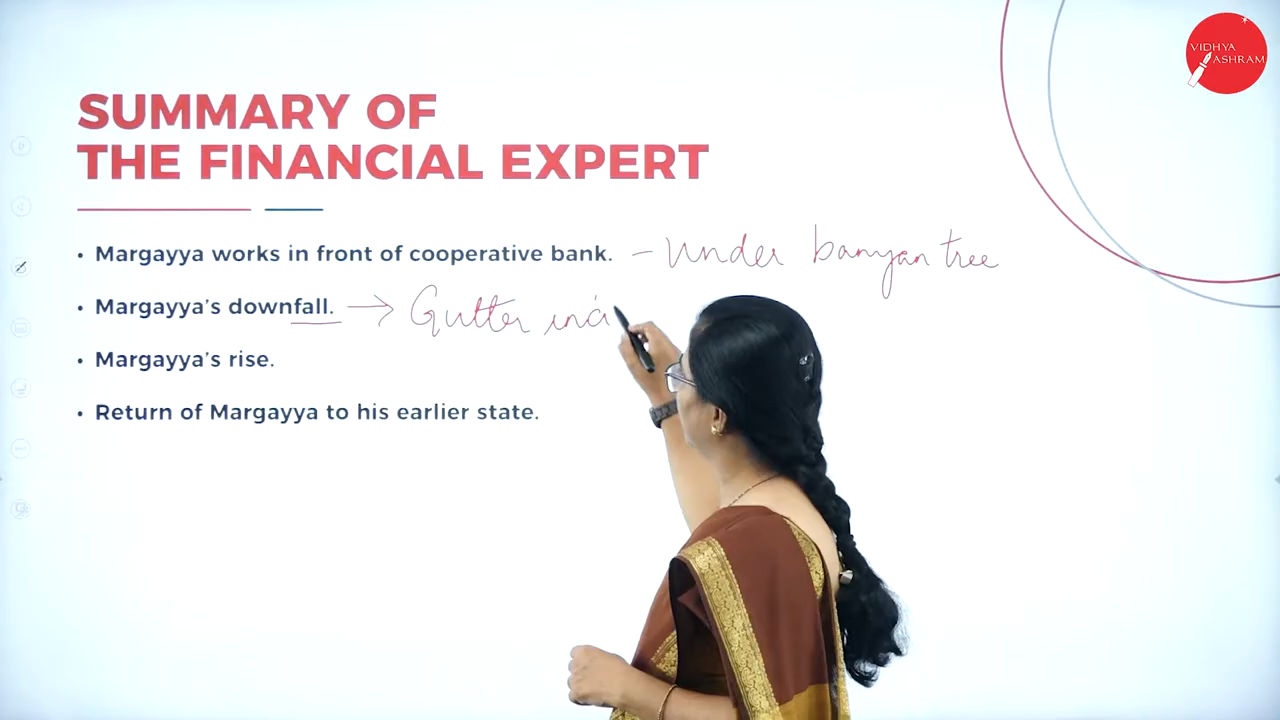 VIDHYA
ASHRAM
SUMMARY OF
THE FINANCIAL EXPERT
• Margayya works in front of cooperative bank. – Under banyan tree
• Margayya's downfall. → Gutter inci
• Margayya's rise.
• Return of Margayya to his earlier state.